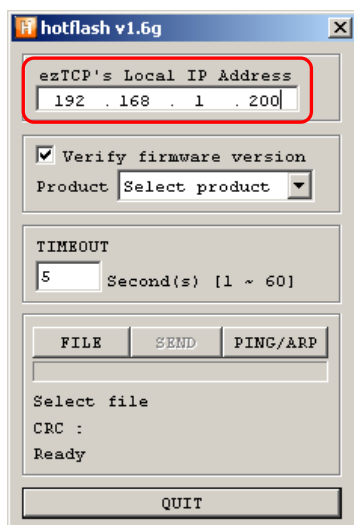 hotflash v1.6g
ezTCP's Local IP Address
192 . 168 . 1 . 200
Verify firmware version
Product Select product
TIMEOUT
5 Second(s) [1 ~ 60]
FILE SEND PING/ARP
Select file
CRC :
Ready
QUIT